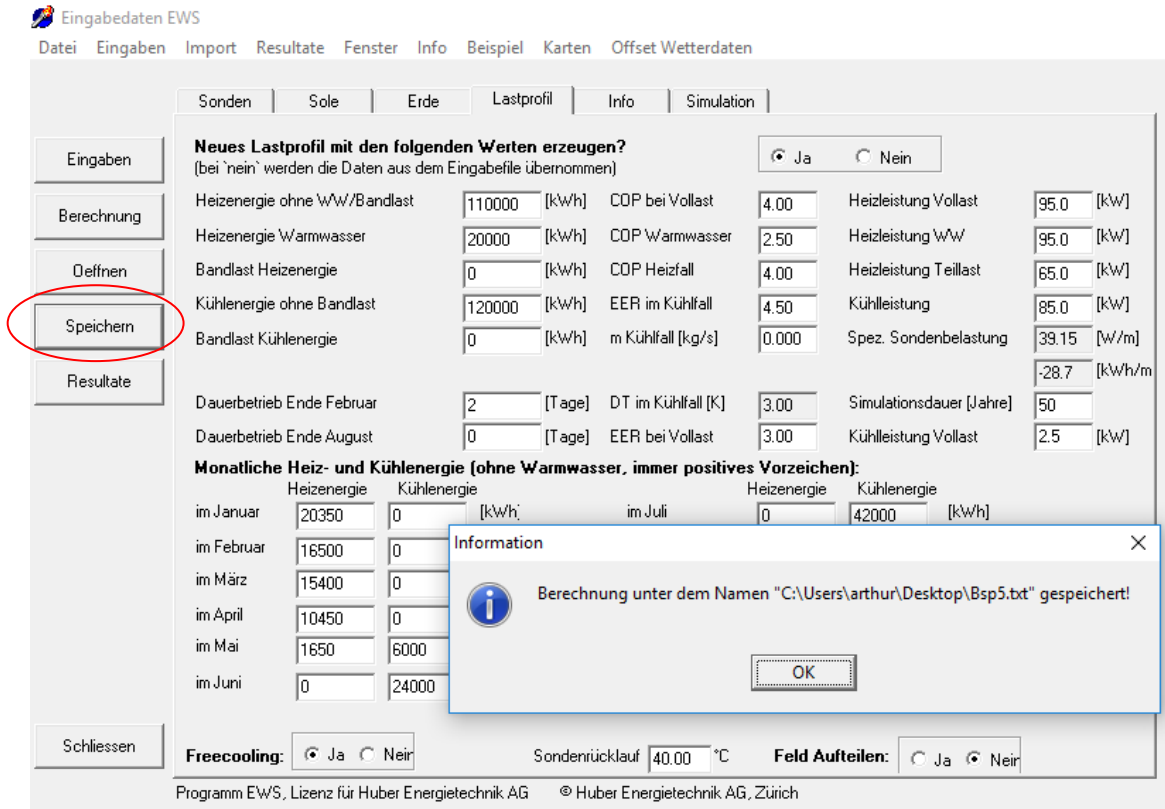 Eingabedaten EWS
Datei Eingaben Import Resultate Fenster Info Beispiel Karten Offset Wetterdaten
Sonden Sole Erde Lastprofil Info Simulation
Eingaben
Berechnung
Oeffnen
Speichern
Resultate
Schliessen
Neues Lastprofil mit den folgenden Werten erzeugen?
(bei `nein` werden die Daten aus dem Eingabefile übernommen)
Ja Nein
Heizenergie ohne WW/Bandlast 110000 [kWh] COP bei Vollast 4.00 Heizleistung Vollast 95.0 [kW]
Heizenergie Warmwasser 20000 [kWh] COP Warmwasser 2.50 Heizleistung WW 95.0 [kW]
Bandlast Heizenergie 0 [kWh] COP Heizfall 4.00 Heizleistung Teillast 65.0 [kW]
Kühlenergie ohne Bandlast 120000 [kWh] EER im Kühlfall 4.50 Kühlleistung 85.0 [kW]
Bandlast Kühlenergie 0 [kWh] m Kühlfall [kg/s] 0.000 Spez. Sondenbelastung 39.15 [W/m]
-28.7 [kWh/m
Dauerbetrieb Ende Februar 2 [Tage] DT im Kühlfall [K] 3.00 Simulationsdauer [Jahre] 50
Dauerbetrieb Ende August 0 [Tage] EER bei Vollast 3.00 Kühlleistung Vollast 2.5 [kW]
Monatliche Heiz- und Kühlenergie (ohne Warmwasser, immer positives Vorzeichen):
Heizenergie Kühlenergie Heizenergie Kühlenergie
im Januar 20350 0 [kWh] im Juli 0 42000 [kWh]
im Februar 16500 0
im März 15400 0
im April 10450 0
im Mai 1650 6000
im Juni 0 24000
Information
Berechnung unter dem Namen "C:\Users\arthur\Desktop\Bsp5.txt" gespeichert!
OK
Freecooling: Ja Nein Sondenrücklauf 40.00 °C Feld Aufteilen: Ja Nein
Programm EWS, Lizenz für Huber Energietechnik AG © Huber Energietechnik AG, Zürich